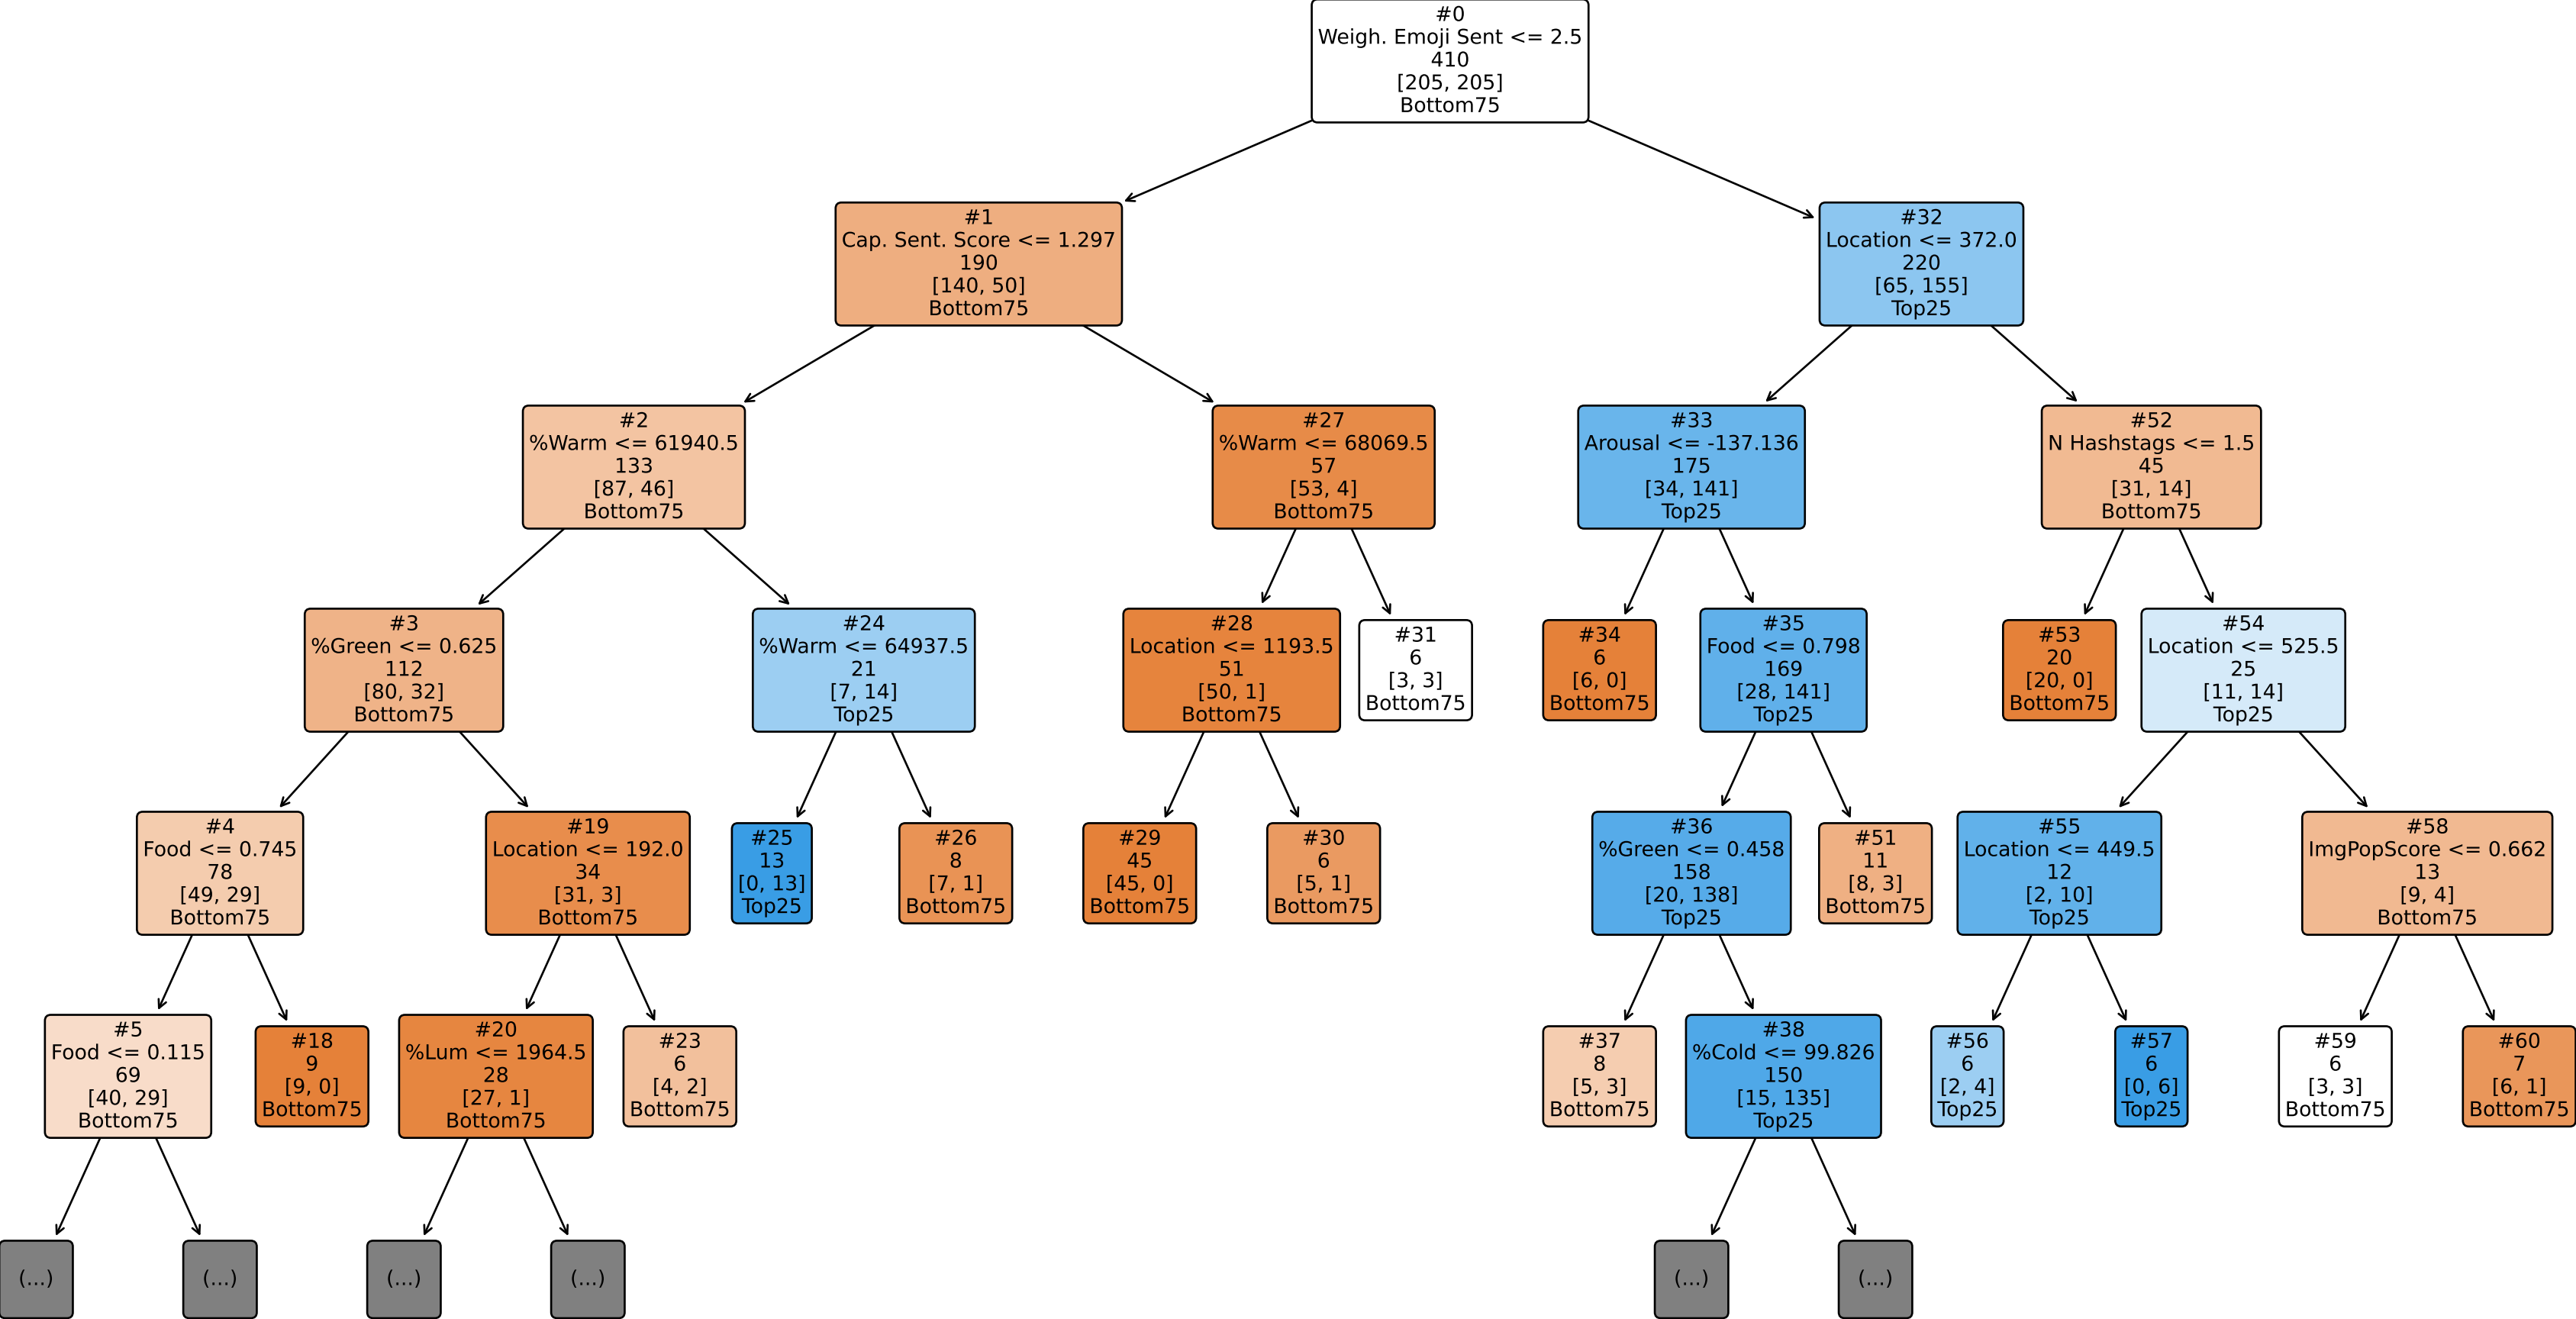 #0
Weigh. Emoji Sent <= 2.5
410
[205, 205]
Bottom75
#1
Cap. Sent. Score <= 1.297
190
[140, 50]
Bottom75
#32
Location <= 372.0
220
[65, 155]
Top25
#2
%Warm <= 61940.5
133
[87, 46]
Bottom75
#27
%Warm <= 68069.5
57
[53, 4]
Bottom75
#33
Arousal <= -137.136
175
[34, 141]
Top25
#52
N Hashstags <= 1.5
45
[31, 14]
Bottom75
#3
%Green <= 0.625
112
[80, 32]
Bottom75
#24
%Warm <= 64937.5
21
[7, 14]
Top25
#28
Location <= 1193.5
51
[50, 1]
Bottom75
#31
6
[3, 3]
Bottom75
#34
6
[6, 0]
Bottom75
#35
Food <= 0.798
169
[28, 141]
Top25
#53
20
[20, 0]
Bottom75
#54
Location <= 525.5
25
[11, 14]
Top25
#4
Food <= 0.745
78
[49, 29]
Bottom75
#19
Location <= 192.0
34
[31, 3]
Bottom75
#25
13
[0, 13]
Top25
#26
8
[7, 1]
Bottom75
#29
45
[45, 0]
Bottom75
#30
6
[5, 1]
Bottom75
#36
%Green <= 0.458
158
[20, 138]
Top25
#51
11
[8, 3]
Bottom75
#55
Location <= 449.5
12
[2, 10]
Top25
#58
ImgPopScore <= 0.662
13
[9, 4]
Bottom75
#5
Food <= 0.115
69
[40, 29]
Bottom75
#18
9
[9, 0]
Bottom75
#20
%Lum <= 1964.5
28
[27, 1]
Bottom75
#23
6
[4, 2]
Bottom75
#37
8
[5, 3]
Bottom75
#38
%Cold <= 99.826
150
[15, 135]
Top25
#56
6
[2, 4]
Top25
#57
6
[0, 6]
Top25
#59
6
[3, 3]
Bottom75
#60
7
[6, 1]
Bottom75
(...)
(...)
(...)
(...)
(...)
(...)